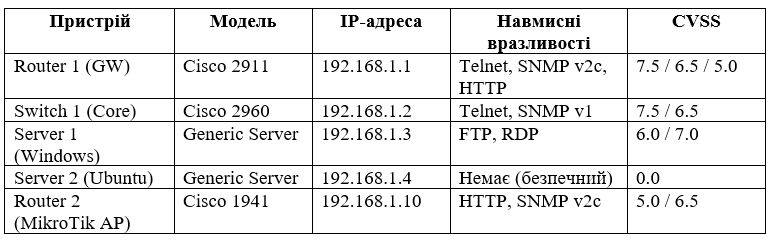 Пристрій Модель IP-адреса Навмисні вразливості CVSS
Router 1 (GW) Cisco 2911 192.168.1.1 Telnet, SNMP v2c, HTTP 7.5 / 6.5 / 5.0
Switch 1 (Core) Cisco 2960 192.168.1.2 Telnet, SNMP v1 7.5 / 6.5
Server 1 (Windows) Generic Server 192.168.1.3 FTP, RDP 6.0 / 7.0
Server 2 (Ubuntu) Generic Server 192.168.1.4 Немає (безпечний) 0.0
Router 2 (MikroTik AP) Cisco 1941 192.168.1.10 HTTP, SNMP v2c 5.0 / 6.5